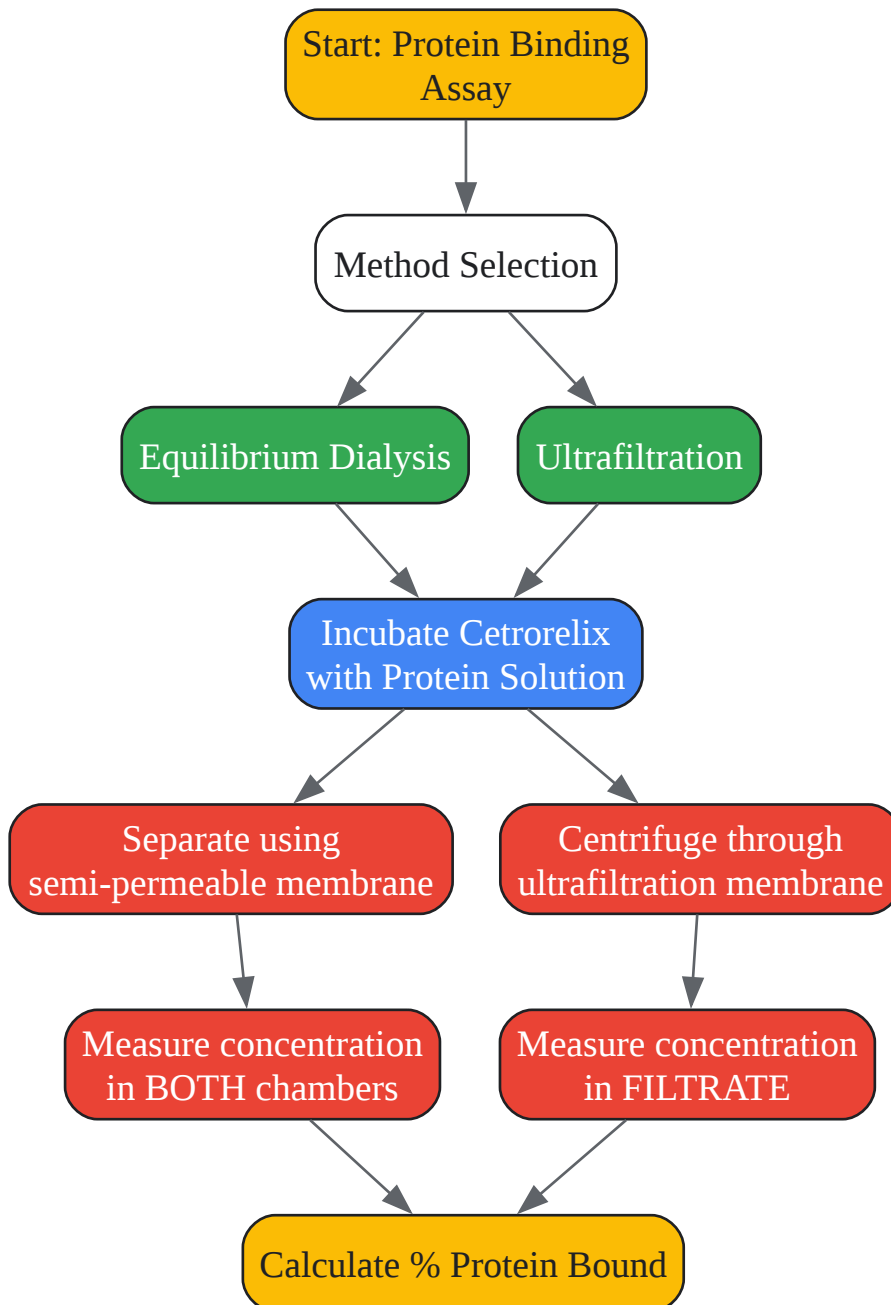 Start: Protein Binding
Assay
Method Selection
Equilibrium Dialysis
Ultrafiltration
Incubate Cetrorelix
with Protein Solution
Separate using
semi-permeable membrane
Centrifuge through
ultrafiltration membrane
Measure concentration
in BOTH chambers
Measure concentration
in FILTRATE
Calculate % Protein Bound